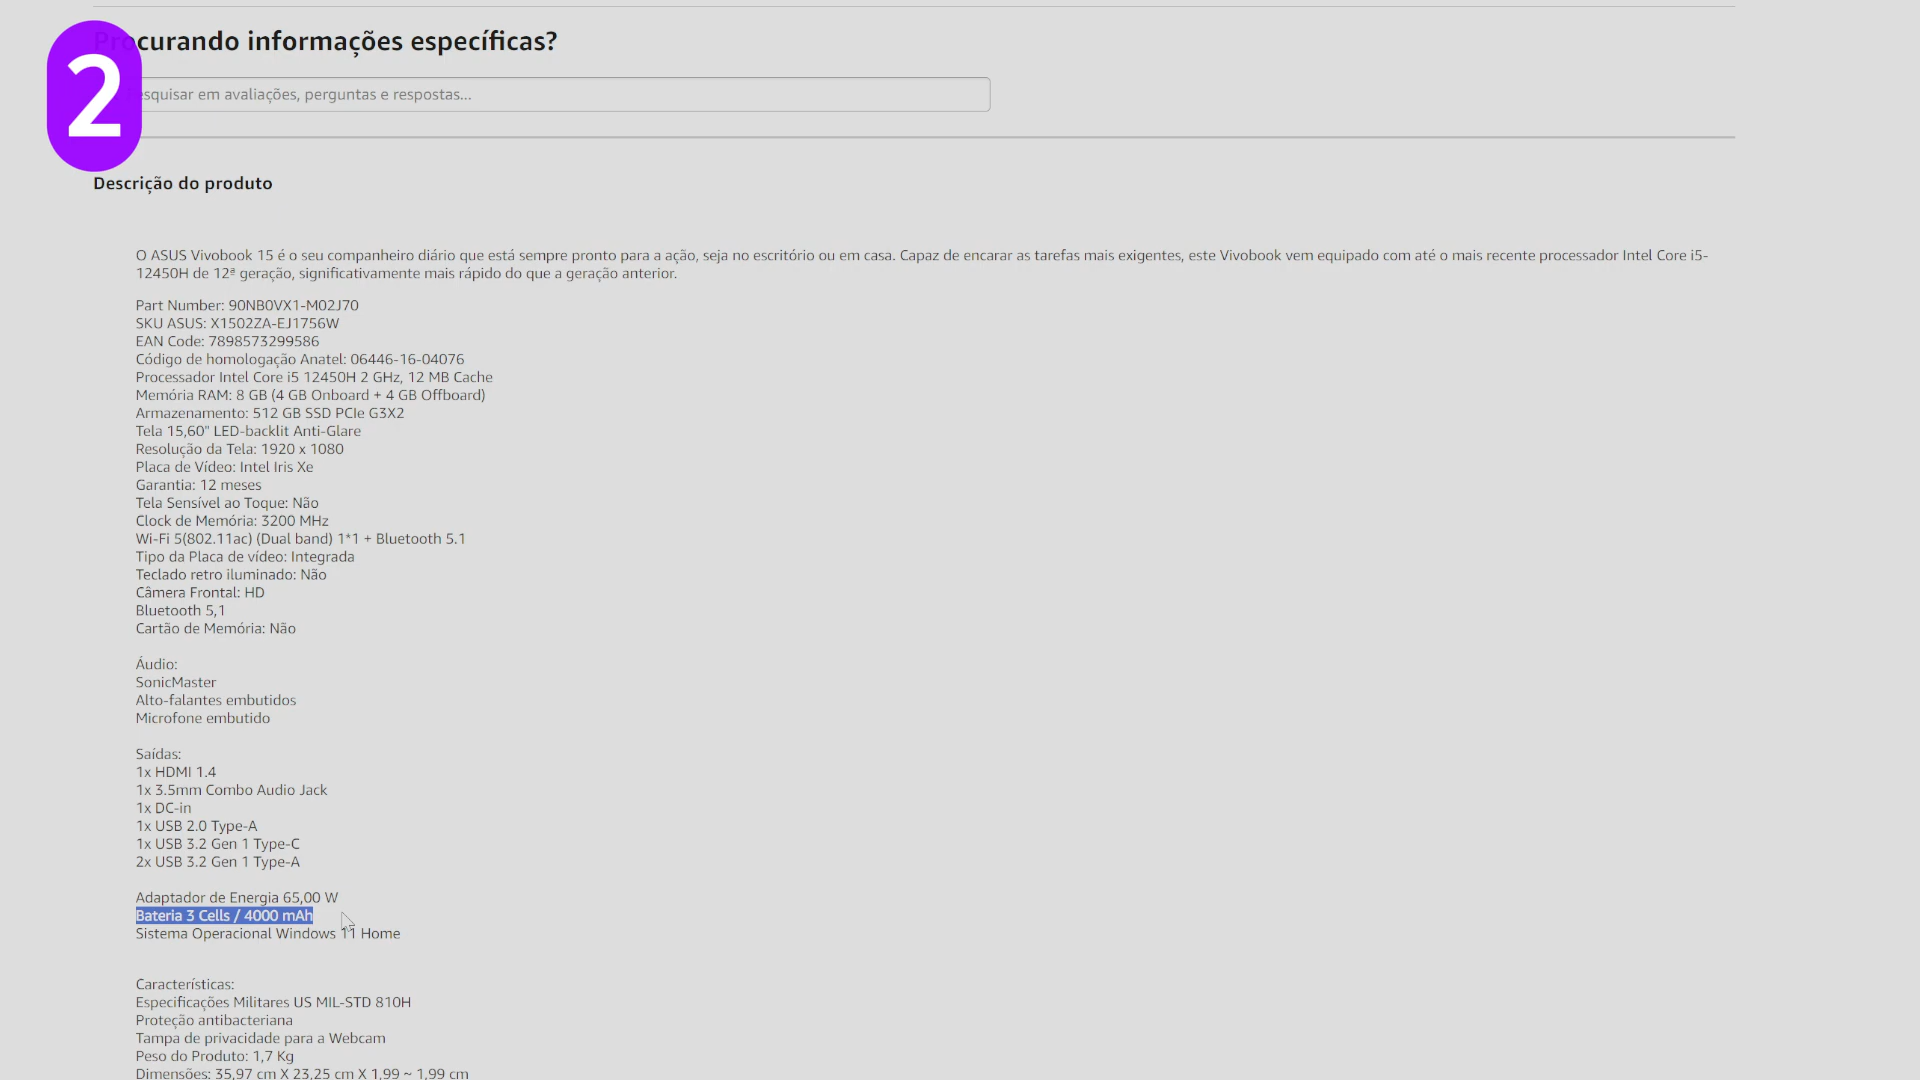 2
Procurando informações específicas?
esquisar em avaliações, perguntas e respostas...
Descrição do produto
O ASUS Vivobook 15 é o seu companheiro diário que está sempre pronto para a ação, seja no escritório ou em casa. Capaz de encarar as tarefas mais exigentes, este Vivobook vem equipado com até o mais recente processador Intel Core i5-
12450H de 12ª geração, significativamente mais rápido do que a geração anterior.
Part Number: 90NB0VX1-M02J70
SKU ASUS: X1502ZA-EJ1756W
EAN Code: 7898573299586
Código de homologação Anatel: 06446-16-04076
Processador Intel Core i5 12450H 2 GHz, 12 MB Cache
Memória RAM: 8 GB (4 GB Onboard + 4 GB Offboard)
Armazenamento: 512 GB SSD PCIe G3X2
Tela 15,60" LED-backlit Anti-Glare
Resolução da Tela: 1920 x 1080
Placa de Vídeo: Intel Iris Xe
Garantia: 12 meses
Tela Sensível ao Toque: Não
Clock de Memória: 3200 MHz
Wi-Fi 5(802.11ac) (Dual band) 1*1 + Bluetooth 5.1
Tipo da Placa de vídeo: Integrada
Teclado retro iluminado: Não
Câmera Frontal: HD
Bluetooth 5,1
Cartão de Memória: Não
Áudio:
SonicMaster
Alto-falantes embutidos
Microfone embutido
Saídas:
1x HDMI 1.4
1x 3.5mm Combo Audio Jack
1x DC-in
1x USB 2.0 Type-A
1x USB 3.2 Gen 1 Type-C
2x USB 3.2 Gen 1 Type-A
Adaptador de Energia 65,00 W
Bateria 3 Cells / 4000 mAh
Sistema Operacional Windows 11 Home
Características:
Especificações Militares US MIL-STD 810H
Proteção antibacteriana
Tampa de privacidade para a Webcam
Peso do Produto: 1,7 Kg
Dimensões: 35,97 cm X 23,25 cm X 1,99 ~ 1,99 cm